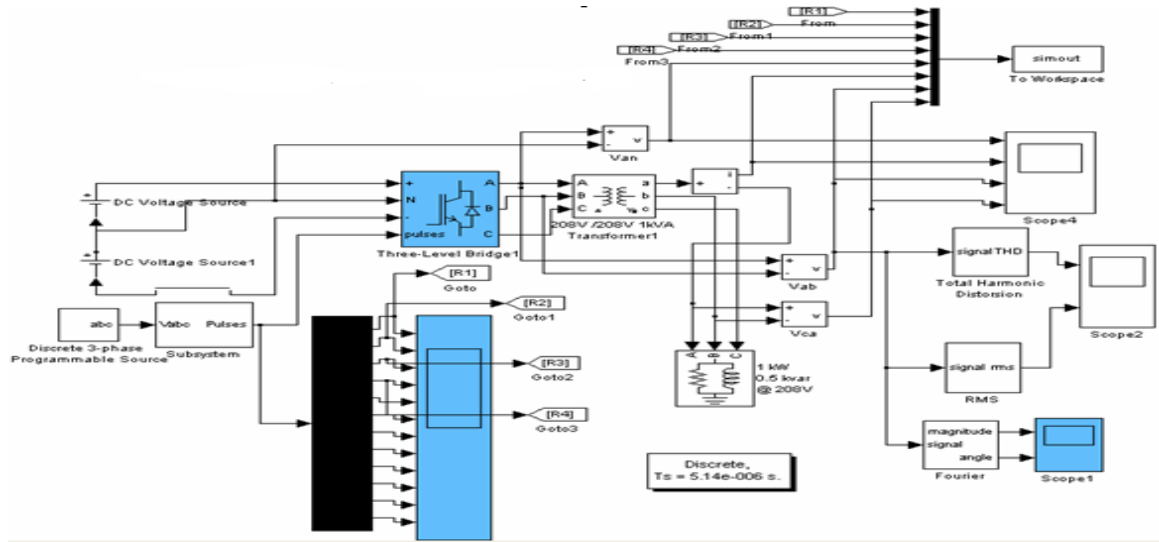 [R1]
From
[R2]
From1
[R3]
From2
[R4]
From3
simout
To Workspace
+
-
v
Van
Scope4
DC Voltage Source
+
N
-
pulses
A
B
C
Three-Level Bridge1
A
B
C
a
b
c
208V /208V 1kVA
Transformer1
+
i
-
DC Voltage Source1
[R1]
Goto
[R2]
Goto1
+
-
v
Vab
+
-
v
Vca
signal THD
Total Harmonic
Distorsion
Scope2
abc
Discrete 3-phase
Programmable Source
Vabc Pulses
Subsystem
[R3]
Goto2
[R4]
Goto3
A
B
C
1 kW
0.5 kvar
@ 208V
signal rms
RMS
magnitude
signal
angle
Fourier
Scope1
Discrete,
Ts = 5.14e-006 s.